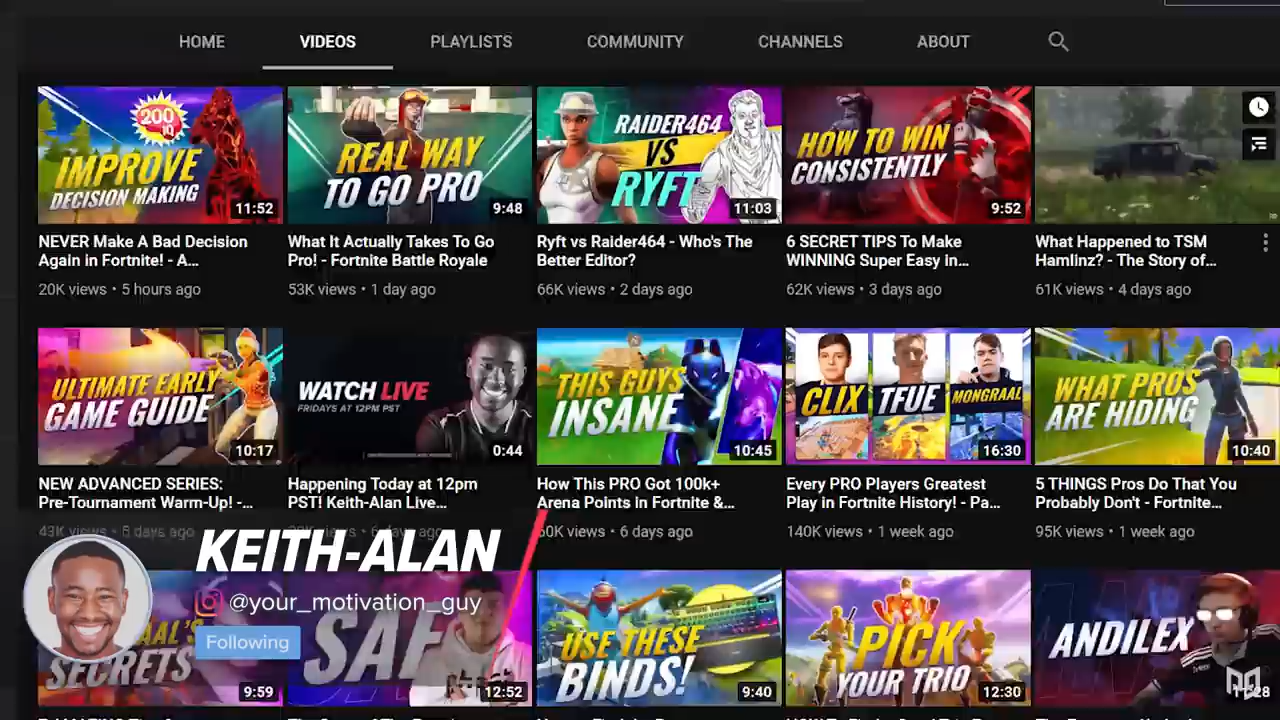 HOME VIDEOS PLAYLISTS COMMUNITY CHANNELS ABOUT
200
IQ
IMPROVE
DECISION MAKING
11:52
REAL WAY
TO GO PRO
9:48
RAIDER464
VS
RYFT
11:03
HOW TO WIN
CONSISTENTLY
9:52
NEVER Make A Bad Decision
Again in Fortnite! - A...
20K views • 5 hours ago
What It Actually Takes To Go
Pro! - Fortnite Battle Royale
53K views • 1 day ago
Ryft vs Raider464 - Who's The
Better Editor?
66K views • 2 days ago
6 SECRET TIPS To Make
WINNING Super Easy in...
62K views • 3 days ago
What Happened to TSM
Hamlinz? - The Story of...
61K views • 4 days ago
ULTIMATE EARLY
GAME GUIDE
10:17
WATCH LIVE
FRIDAYS AT 12PM PST
0:44
THIS GUYS
INSANE
10:45
CLIX
TFUE
MONGRAAL
16:30
WHAT PROS
ARE HIDING
10:40
NEW ADVANCED SERIES:
Pre-Tournament Warm-Up! -...
43K views • 6 days ago
Happening Today at 12pm
PST! Keith-Alan Live...
How This PRO Got 100k+
Arena Points in Fortnite &...
60K views • 6 days ago
Every PRO Players Greatest
Play in Fortnite History! - Pa...
140K views • 1 week ago
5 THINGS Pros Do That You
Probably Don't - Fortnite...
95K views • 1 week ago
KEITH-ALAN
@your_motivation_guy
Following
SECRETS
9:59
12:52
USE THESE
BINDS!
9:40
PICK
YOUR TRIO
12:30
ANDILEX